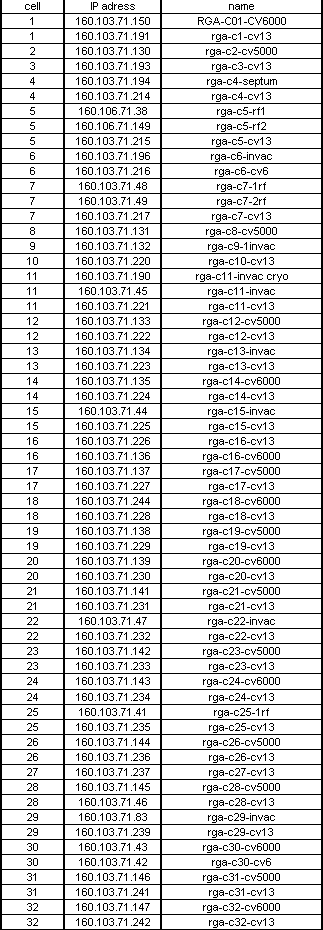 cell IP adress name
1 160.103.71.150 RGA-C01-CV6000
1 160.103.71.191 rga-c1-cv13
2 160.103.71.130 rga-c2-cv5000
3 160.103.71.193 rga-c3-cv13
4 160.103.71.194 rga-c4-septum
4 160.103.71.214 rga-c4-cv13
5 160.106.71.38 rga-c5-rf1
5 160.106.71.149 rga-c5-rf2
5 160.103.71.215 rga-c5-cv13
6 160.103.71.196 rga-c6-invac
6 160.103.71.216 rga-c6-cv6
7 160.103.71.48 rga-c7-1rf
7 160.103.71.49 rga-c7-2rf
7 160.103.71.217 rga-c7-cv13
8 160.103.71.131 rga-c8-cv5000
9 160.103.71.132 rga-c9-1invac
10 160.103.71.220 rga-c10-cv13
11 160.103.71.190 rga-c11-invac cryo
11 160.103.71.45 rga-c11-invac
11 160.103.71.221 rga-c11-cv13
12 160.103.71.133 rga-c12-cv5000
12 160.103.71.222 rga-c12-cv13
13 160.103.71.134 rga-c13-invac
13 160.103.71.223 rga-c13-cv13
14 160.103.71.135 rga-c14-cv6000
14 160.103.71.224 rga-c14-cv13
15 160.103.71.44 rga-c15-invac
15 160.103.71.225 rga-c15-cv13
16 160.103.71.226 rga-c16-cv13
16 160.103.71.136 rga-c16-cv6000
17 160.103.71.137 rga-c17-cv5000
17 160.103.71.227 rga-c17-cv13
18 160.103.71.244 rga-c18-cv6000
18 160.103.71.228 rga-c18-cv13
19 160.103.71.138 rga-c19-cv5000
19 160.103.71.229 rga-c19-cv13
20 160.103.71.139 rga-c20-cv6000
20 160.103.71.230 rga-c20-cv13
21 160.103.71.141 rga-c21-cv5000
21 160.103.71.231 rga-c21-cv13
22 160.103.71.47 rga-c22-invac
22 160.103.71.232 rga-c22-cv13
23 160.103.71.142 rga-c23-cv5000
23 160.103.71.233 rga-c23-cv13
24 160.103.71.143 rga-c24-cv6000
24 160.103.71.234 rga-c24-cv13
25 160.103.71.41 rga-c25-1rf
25 160.103.71.235 rga-c25-cv13
26 160.103.71.144 rga-c26-cv5000
26 160.103.71.236 rga-c26-cv13
27 160.103.71.237 rga-c27-cv13
28 160.103.71.145 rga-c28-cv5000
28 160.103.71.46 rga-c28-cv13
29 160.103.71.83 rga-c29-invac
29 160.103.71.239 rga-c29-cv13
30 160.103.71.43 rga-c30-cv6000
30 160.103.71.42 rga-c30-cv6
31 160.103.71.146 rga-c31-cv5000
31 160.103.71.241 rga-c31-cv13
32 160.103.71.147 rga-c32-cv6000
32 160.103.71.242 rga-c32-cv13